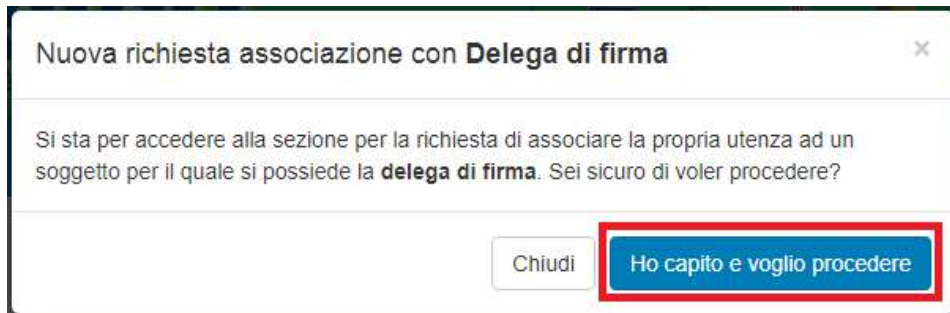 Nuova richiesta associazione con Delega di firma ×
Si sta per accedere alla sezione per la richiesta di associare la propria utenza ad un
soggetto per il quale si possiede la delega di firma. Sei sicuro di voler procedere?
Chiudi Ho capito e voglio procedere